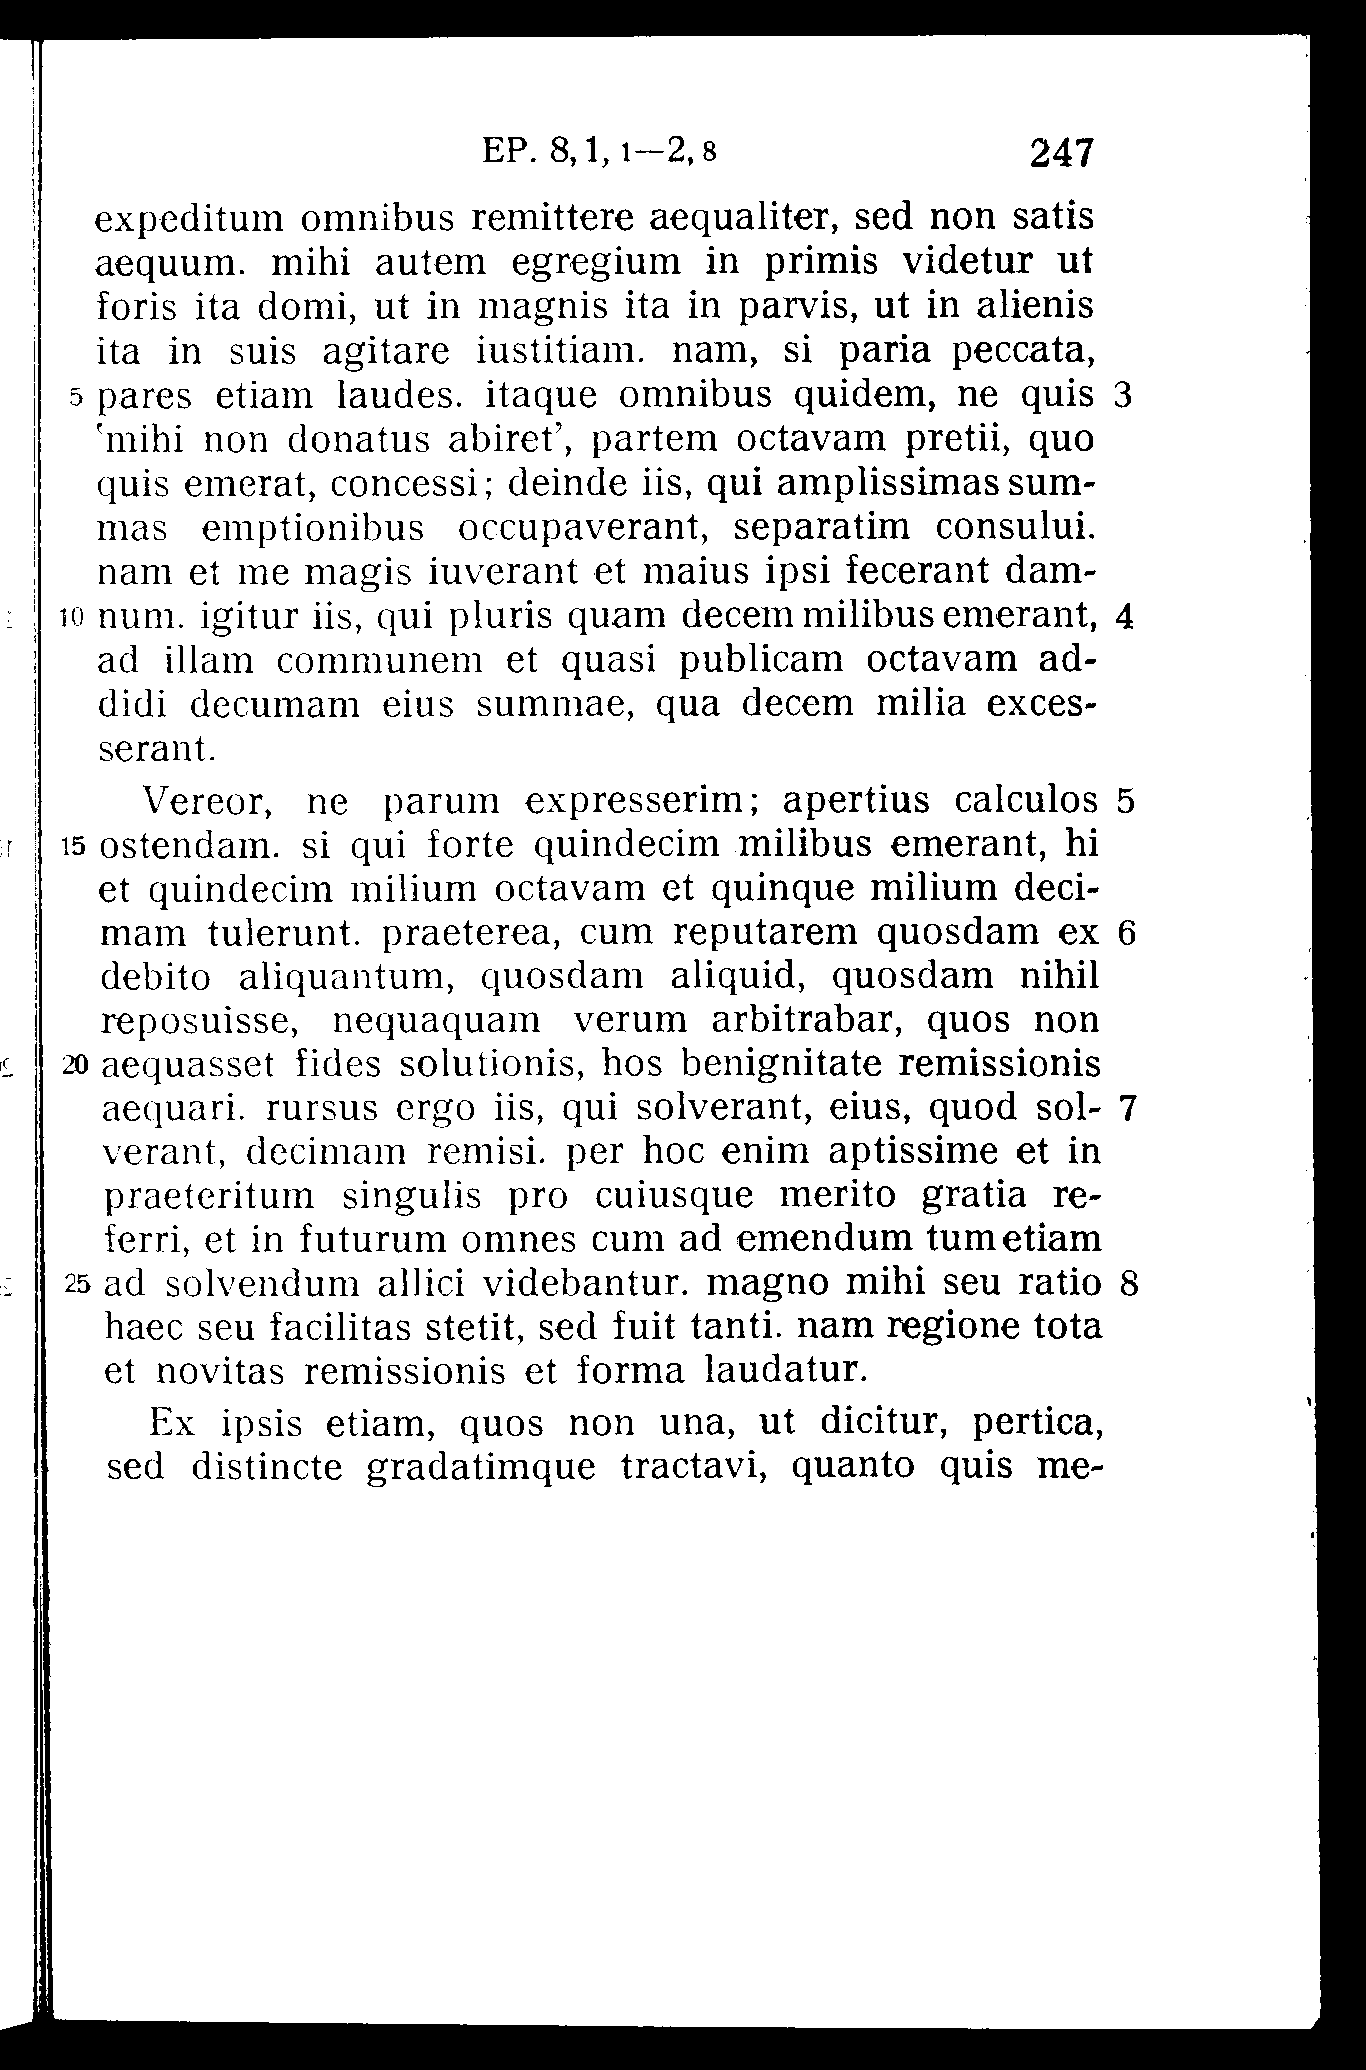 EP. 8, 1, 1—2, 8 247
expeditum omnibus remittere aequaliter, sed non satis
aequum. mihi autem egregium in primis videtur ut
foris ita domi, ut in magnis ita in parvis, ut in alienis
ita in suis agitare iustitiam. nam, si paria peccata,
5 pares etiam laudes. itaque omnibus quidem, ne quis 3
‘mihi non donatus abiret’, partem octavam pretii, quo
quis emerat, concessi; deinde iis, qui amplissimas sum-
mas emptionibus occupaverant, separatim consului.
nam et me magis iuverant et maius ipsi fecerant dam-
10 num. igitur iis, qui pluris quam decem milibus emerant, 4
ad illam communem et quasi publicam octavam ad-
didi decumam eius summae, qua decem milia exces-
serant.
Vereor, ne parum expresserim; apertius calculos 5
15 ostendam. si qui forte quindecim milibus emerant, hi
et quindecim milium octavam et quinque milium deci-
mam tulerunt. praeterea, cum reputarem quosdam ex 6
debito aliquantum, quosdam aliquid, quosdam nihil
reposuisse, nequaquam verum arbitrabar, quos non
20 aequasset fides solutionis, hos benignitate remissionis
aequari. rursus ergo iis, qui solverant, eius, quod sol- 7
verant, decimam remisi. per hoc enim aptissime et in
praeteritum singulis pro cuiusque merito gratia re-
ferri, et in futurum omnes cum ad emendum tum etiam
25 ad solvendum allici videbantur. magno mihi seu ratio 8
haec seu facilitas stetit, sed fuit tanti. nam regione tota
et novitas remissionis et forma laudatur.
Ex ipsis etiam, quos non una, ut dicitur, pertica,
sed distincte gradatimque tractavi, quanto quis me-